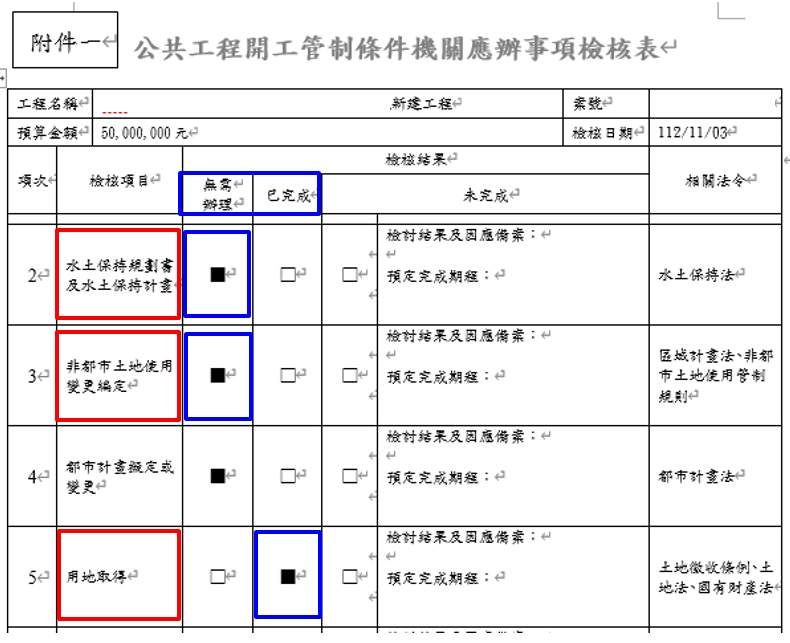 附件一
公共工程開工管制條件機關應辦事項檢核表
工程名稱 新建工程 案號
預算金額 50,000,000 元 檢核日期 112/11/03
項次 檢核項目 檢核結果 相關法令
無需辦理 已完成 未完成
2 水土保持規劃書及水土保持計畫 ■ □ □ 檢討結果及因應備案：
預定完成期程： 水土保持法
3 非都市土地使用變更編定 ■ □ □ 檢討結果及因應備案：
預定完成期程： 區域計畫法、非都市土地使用管制規則
4 都市計畫擬定或變更 ■ □ □ 檢討結果及因應備案：
預定完成期程： 都市計畫法
5 用地取得 □ ■ □ 檢討結果及因應備案：
預定完成期程： 土地徵收條例、土地法、國有財產法